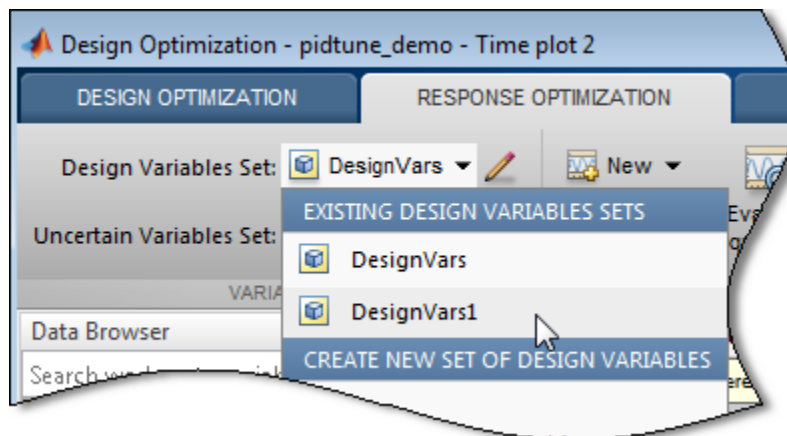 Design Optimization - pidtune_demo - Time plot 2
DESIGN OPTIMIZATION RESPONSE OPTIMIZATION
Design Variables Set: DesignVars New
EXISTING DESIGN VARIABLES SETS
Uncertain Variables Set:
DesignVars
DesignVars1
Data Browser
CREATE NEW SET OF DESIGN VARIABLES
Search